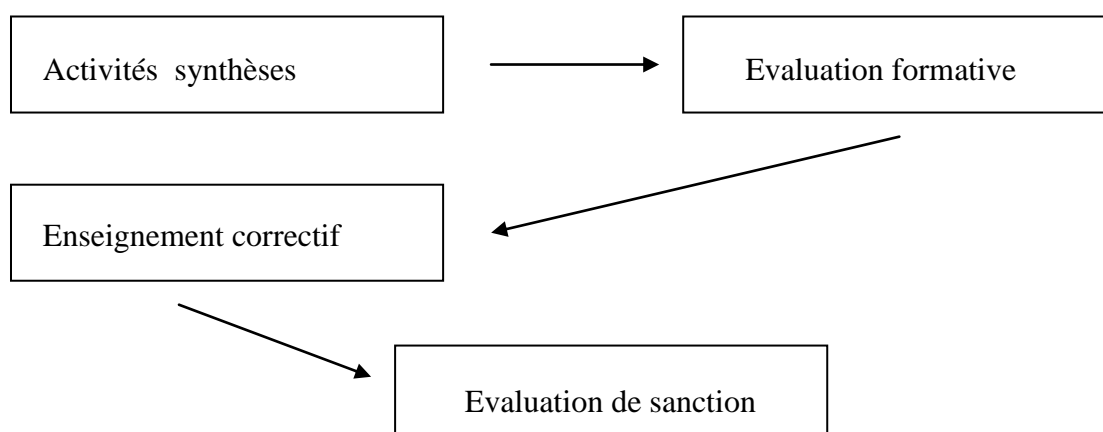 Activités synthèses
Evaluation formative
Enseignement correctif
Evaluation de sanction